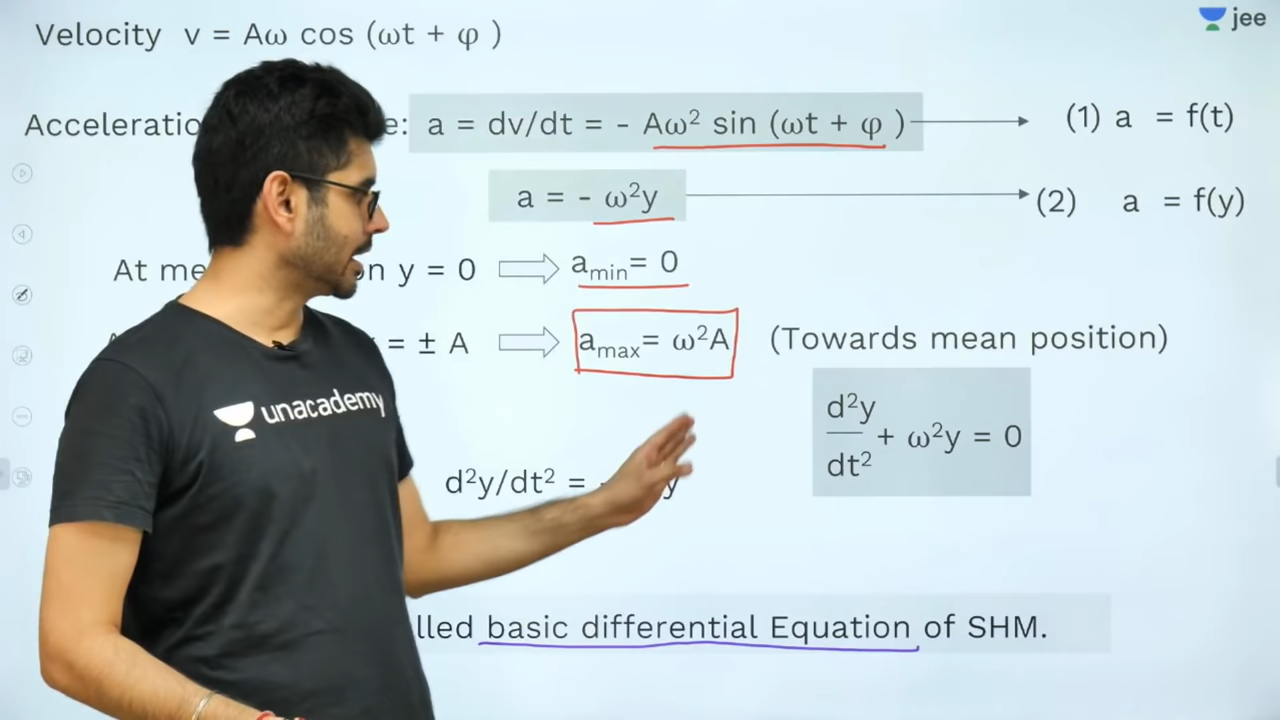 jee
Velocity v = Aω cos (ωt + φ )
Acceleratio e: a = dv/dt = - Aω² sin (ωt + φ ) (1) a = f(t)
a = - ω²y (2) a = f(y)
At me n y = 0 a_min = 0
= ± A a_max = ω²A (Towards mean position)
d²y/dt² + ω²y = 0
d²y/dt² = - y
unacademy
lled basic differential Equation of SHM.